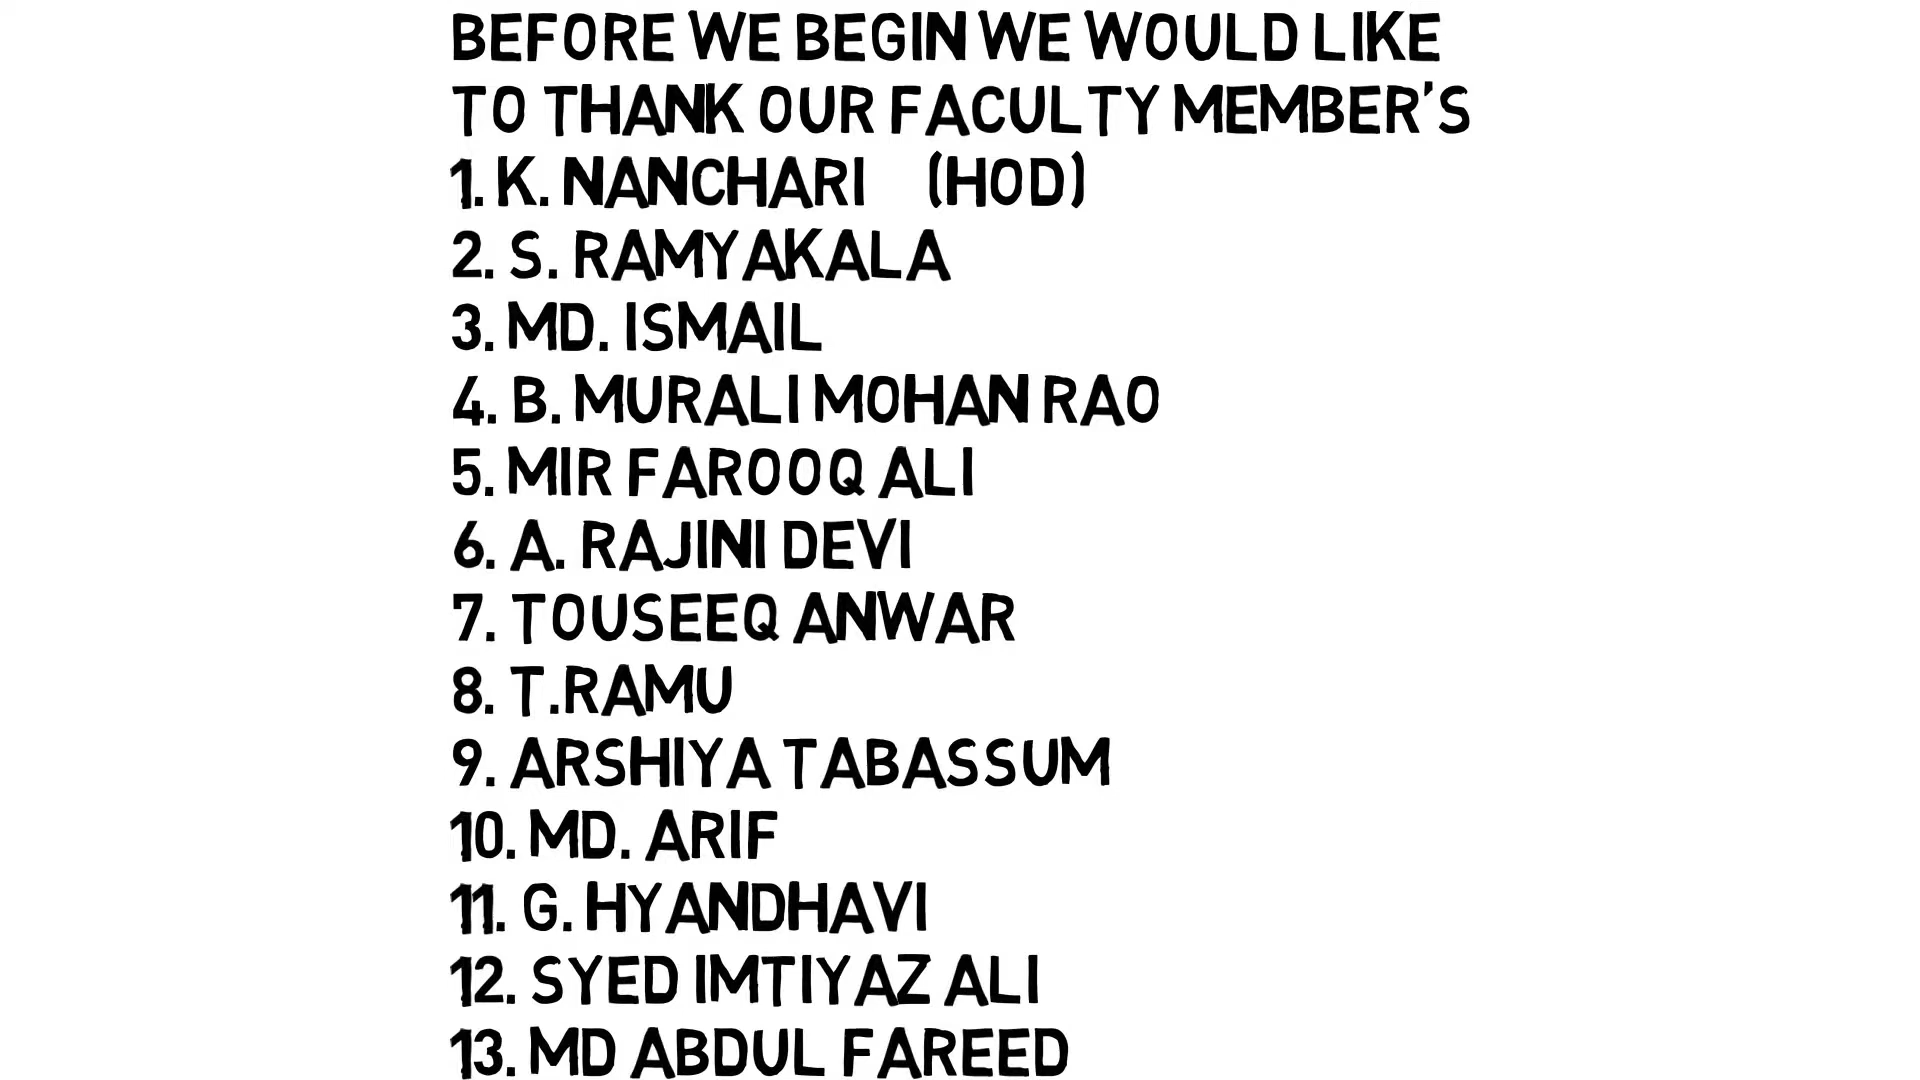 BEFORE WE BEGIN WE WOULD LIKE
TO THANK OUR FACULTY MEMBER'S
1. K. NANCHARI (HOD)
2. S. RAMYAKALA
3. MD. ISMAIL
4. B. MURALI MOHAN RAO
5. MIR FAROOQ ALI
6. A. RAJINI DEVI
7. TOUSEEQ ANWAR
8. T.RAMU
9. ARSHIYA TABASSUM
10. MD. ARIF
11. G. HYANDHAVI
12. SYED IMTIYAZ ALI
13. MD ABDUL FAREED